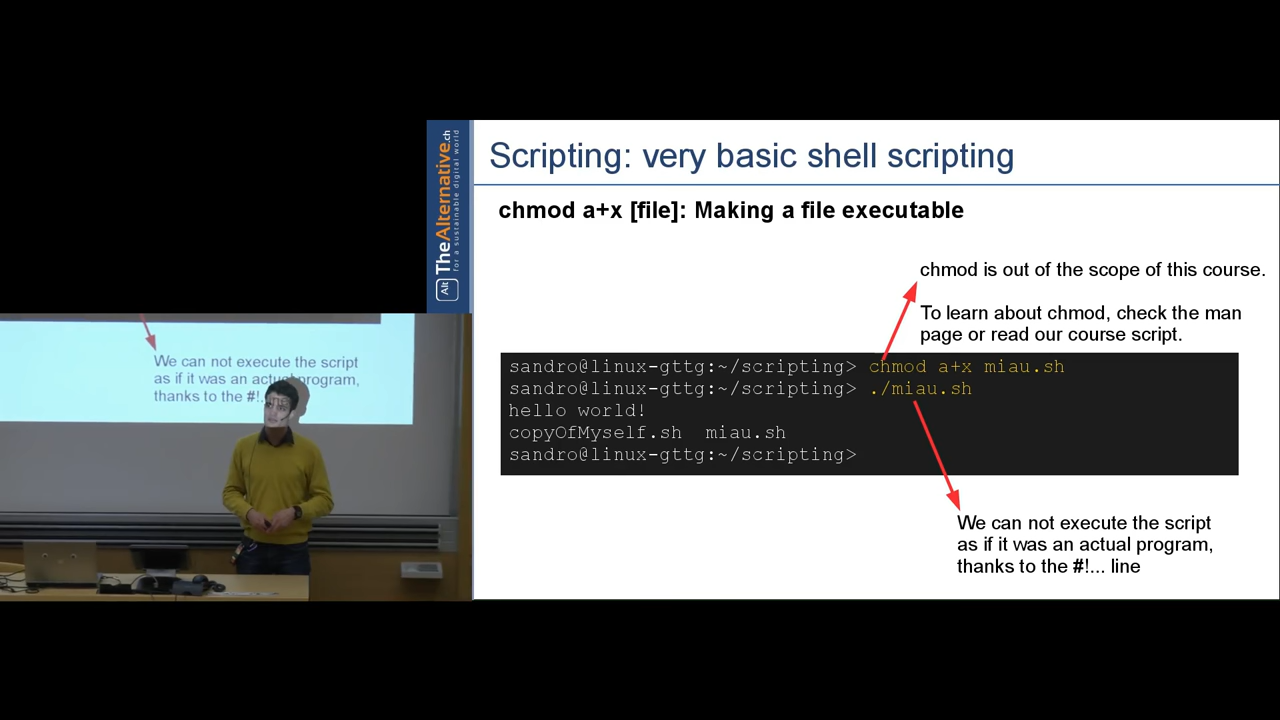 Scripting: very basic shell scripting
chmod a+x [file]: Making a file executable
chmod is out of the scope of this course.
To learn about chmod, check the man
page or read our course script.
sandro@linux-gttg:~/scripting> chmod a+x miau.sh
sandro@linux-gttg:~/scripting> ./miau.sh
hello world!
copyOfMyself.sh miau.sh
sandro@linux-gttg:~/scripting>
We can not execute the script
as if it was an actual program,
thanks to the #!... line
Alt TheAlternative.ch
for a sustainable digital world
We can not execute the script
as if it was an actual program,
thanks to the #!.